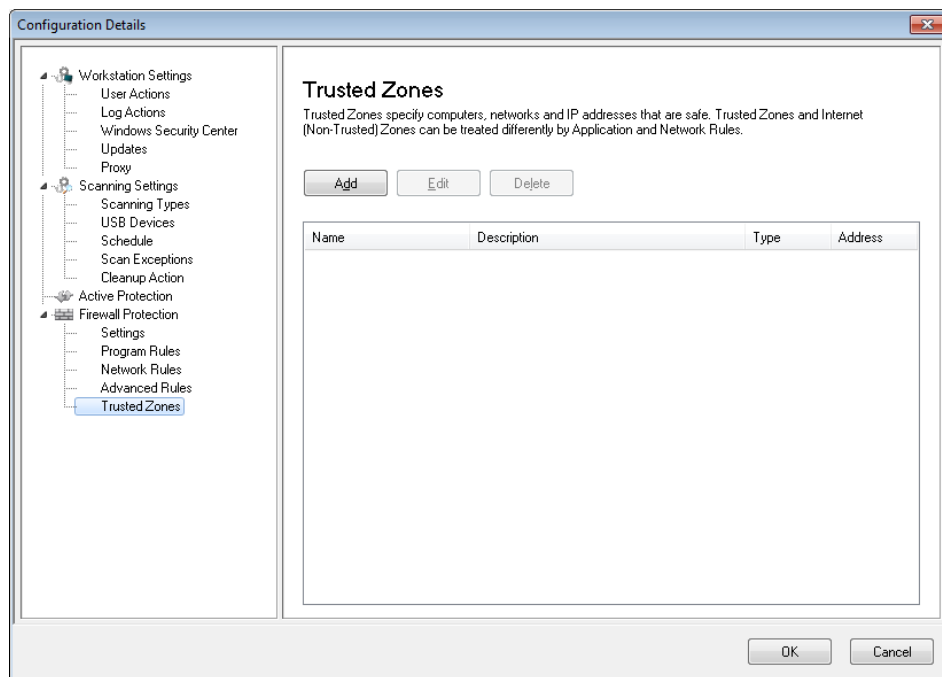 Configuration Details
Workstation Settings
User Actions
Log Actions
Windows Security Center
Updates
Proxy
Scanning Settings
Scanning Types
USB Devices
Schedule
Scan Exceptions
Cleanup Action
Active Protection
Firewall Protection
Settings
Program Rules
Network Rules
Advanced Rules
Trusted Zones
Trusted Zones
Trusted Zones specify computers, networks and IP addresses that are safe. Trusted Zones and Internet
(Non-Trusted) Zones can be treated differently by Application and Network Rules.
Add Edit Delete
Name Description Type Address
OK Cancel